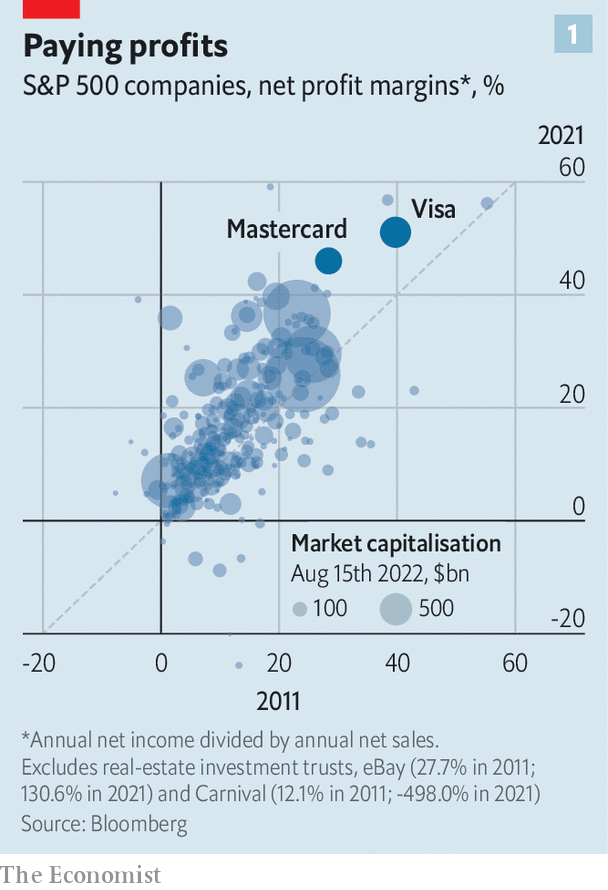 1
Paying profits
S&P 500 companies, net profit margins*, %
2021
60
Visa
Mastercard
40
20
0
Market capitalisation
Aug 15th 2022, $bn
100 500
-20
-20 0 20 40 60
2011
*Annual net income divided by annual net sales.
Excludes real-estate investment trusts, eBay (27.7% in 2011;
130.6% in 2021) and Carnival (12.1% in 2011; -498.0% in 2021)
Source: Bloomberg
The Economist